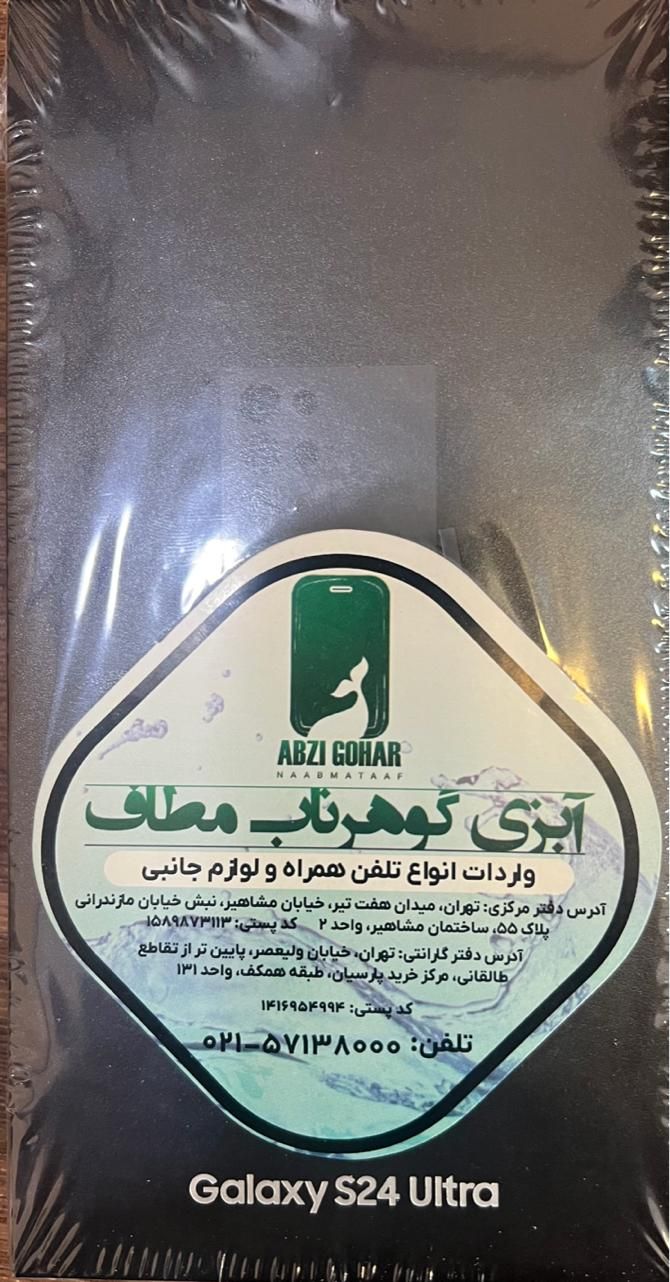 ABZI GOHAR
NAABMATAAF
آبزی گوهرناب مطاف
واردات انواع تلفن همراه و لوازم جانبی
آدرس دفتر مرکزی: تهران، میدان هفت تیر، خیابان مشاهیر، نبش خیابان مازندرانی
پلاک ۵۵، ساختمان مشاهیر، واحد ۲ کد پستی: ۱۵۸۹۸۷۳۱۱۳
آدرس دفتر گارانتی: تهران، خیابان ولیعصر، پایین تر از تقاطع
طالقانی، مرکز خرید پارسیان، طبقه همکف، واحد ۱۳۱
کد پستی: ۱۴۱۶۹۵۴۹۹۴
تلفن: ۵۷۱۳۸۰۰۰-۰۲۱
Galaxy S24 Ultra